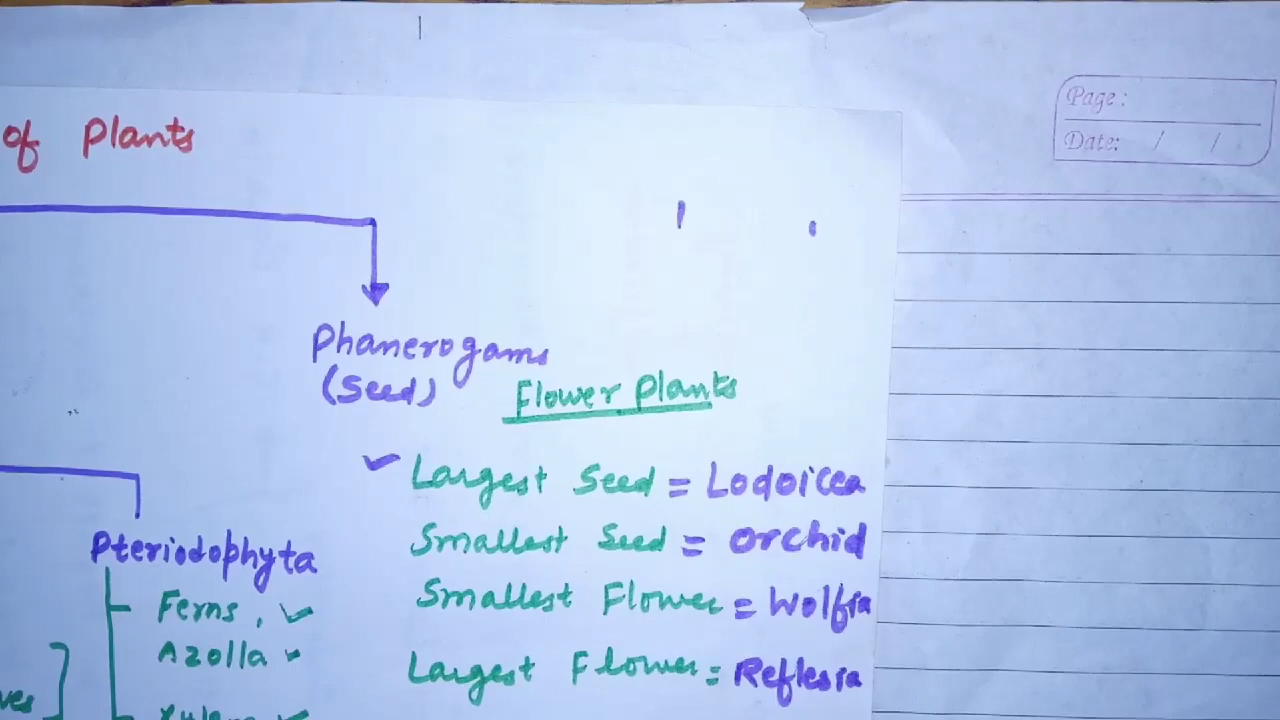 Page:
Date: / /
of Plants
Phanerogams
(Seed)
Flower Plants
Largest Seed = Lodoicea
Smallest Seed = Orchid
Smallest Flower = Wolfia
Largest Flower = Reflesia
Pteriodophyta
Ferns,
Azolla